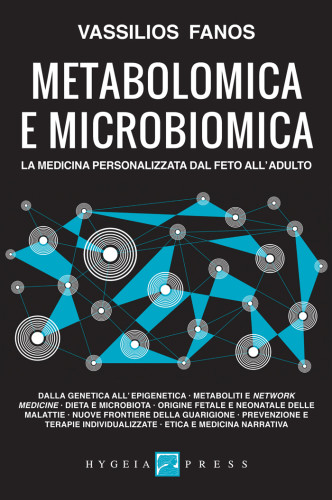 VASSILIOS FANOS
METABOLOMICA
E MICROBIOMICA
LA MEDICINA PERSONALIZZATA DAL FETO ALL'ADULTO
DALLA GENETICA ALL'EPIGENETICA · METABOLITI E NETWORK
MEDICINE · DIETA E MICROBIOTA · ORIGINE FETALE E NEONATALE DELLE
MALATTIE · NUOVE FRONTIERE DELLA GUARIGIONE · PREVENZIONE E
TERAPIE INDIVIDUALIZZATE · ETICA E MEDICINA NARRATIVA
HYGEIA PRESS